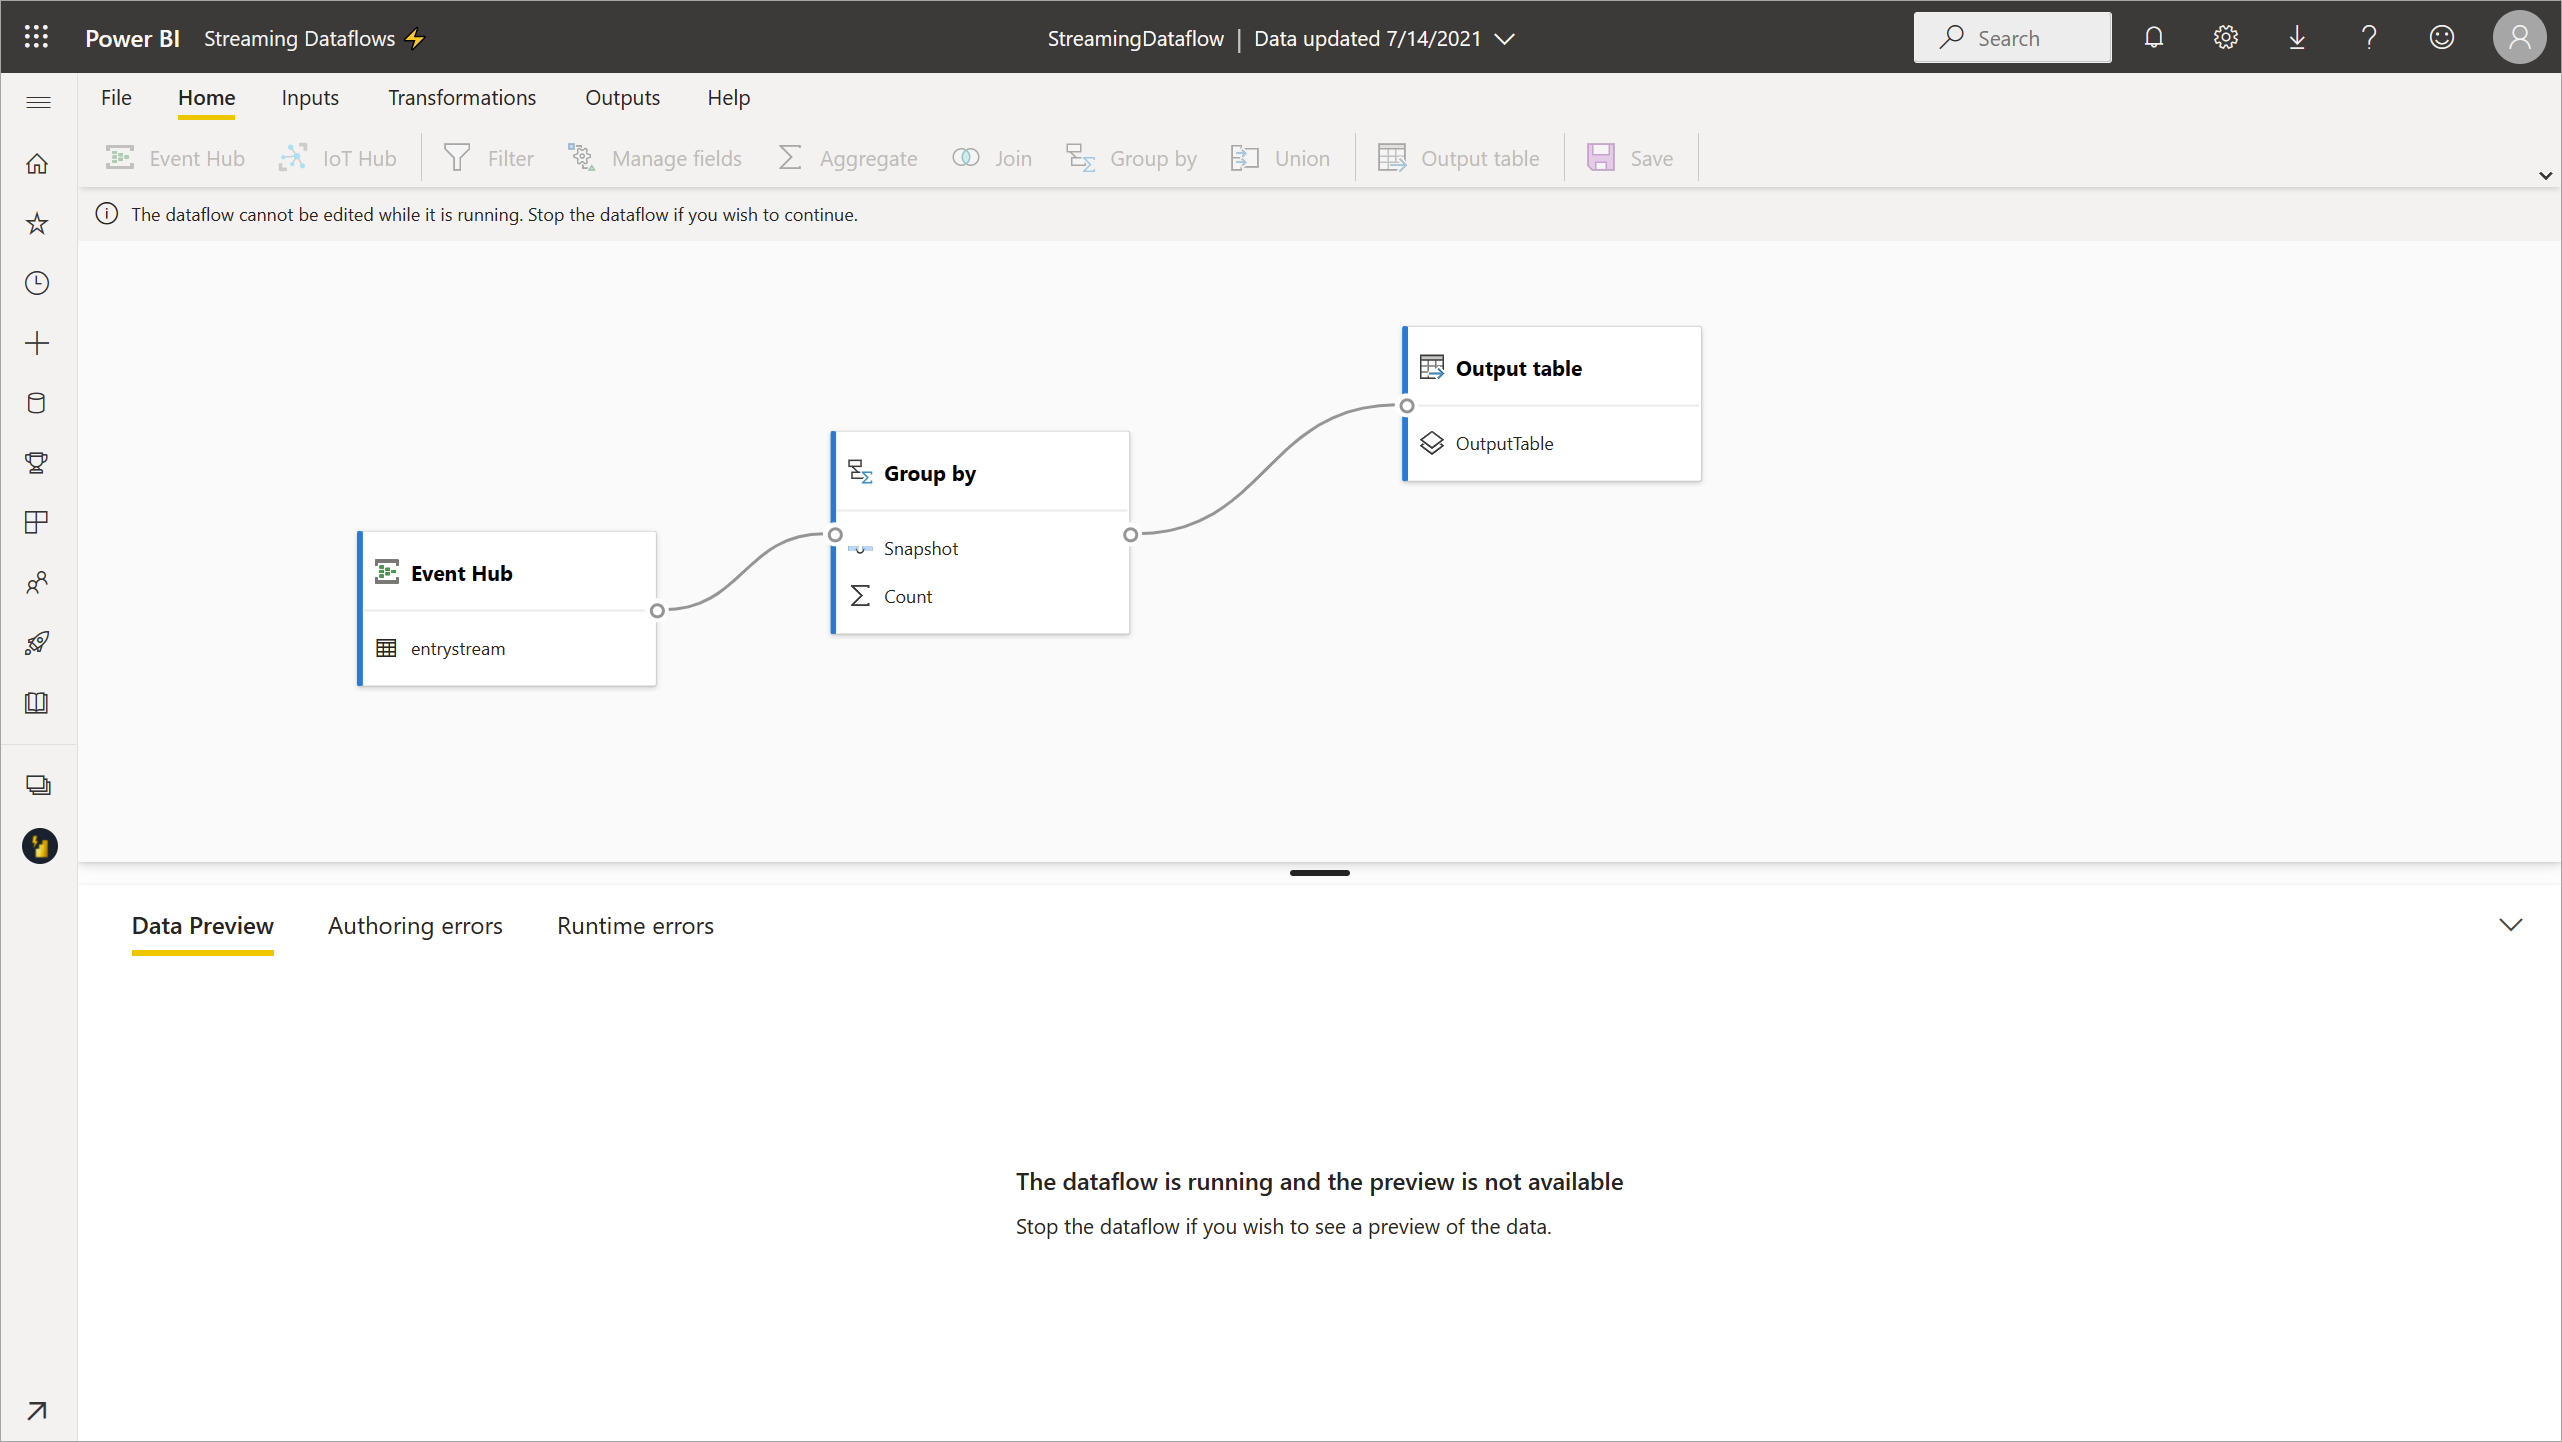 Power BI Streaming Dataflows StreamingDataflow | Data updated 7/14/2021 Search
File Home Inputs Transformations Outputs Help
Event Hub IoT Hub Filter Manage fields Aggregate Join Group by Union Output table Save
The dataflow cannot be edited while it is running. Stop the dataflow if you wish to continue.
Output table
OutputTable
Group by
Snapshot
Count
Event Hub
entrystream
Data Preview Authoring errors Runtime errors
The dataflow is running and the preview is not available
Stop the dataflow if you wish to see a preview of the data.